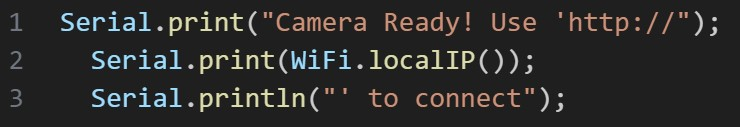 1 Serial.print("Camera Ready! Use 'http://");
2 Serial.print(WiFi.localIP());
3 Serial.println("' to connect");